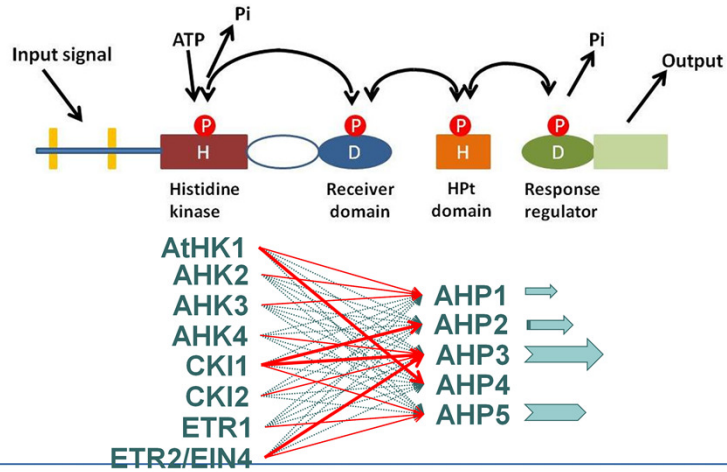 Pi
ATP
Pi
Input signal
Output
P
P
P
P
H
D
H
D
Histidine
kinase
Receiver
domain
HPt
domain
Response
regulator
AtHK1
AHK2
AHK3
AHK4
CKI1
CKI2
ETR1
ETR2/EIN4
AHP1
AHP2
AHP3
AHP4
AHP5